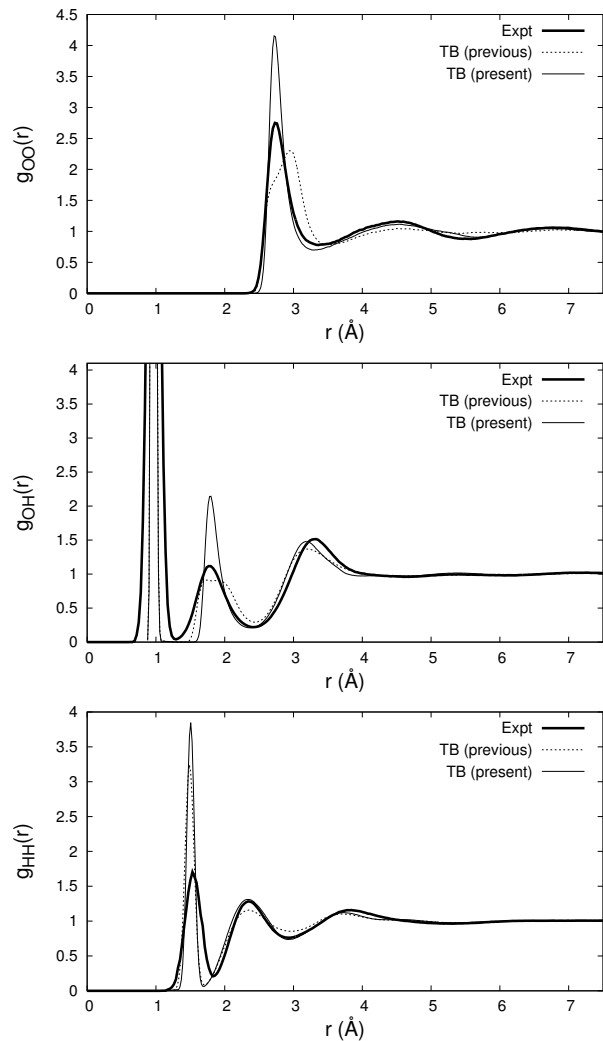 4.5
4
3.5
3
2.5
2
1.5
1
0.5
0
gOO(r)
Expt
TB (previous)
TB (present)
0 1 2 3 4 5 6 7
r (Å)
4
3.5
3
2.5
2
1.5
1
0.5
0
gOH(r)
Expt
TB (previous)
TB (present)
0 1 2 3 4 5 6 7
r (Å)
4
3.5
3
2.5
2
1.5
1
0.5
0
gHH(r)
Expt
TB (previous)
TB (present)
0 1 2 3 4 5 6 7
r (Å)